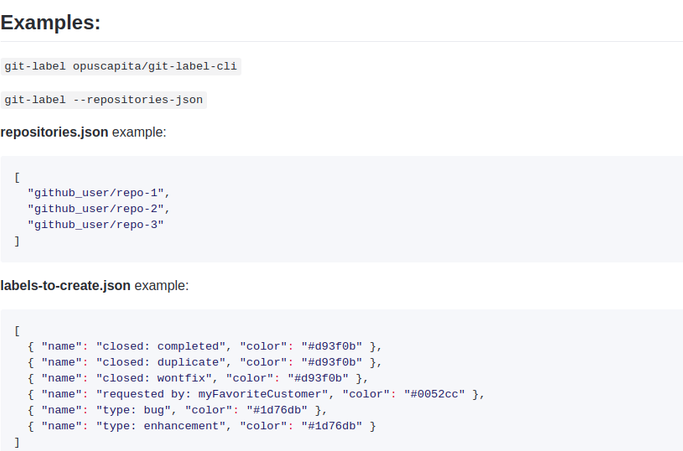 Examples:
git-label opuscapita/git-label-cli
git-label --repositories-json
repositories.json example:
[
  "github_user/repo-1",
  "github_user/repo-2",
  "github_user/repo-3"
]
labels-to-create.json example:
[
  { "name": "closed: completed", "color": "#d93f0b" },
  { "name": "closed: duplicate", "color": "#d93f0b" },
  { "name": "closed: wontfix", "color": "#d93f0b" },
  { "name": "requested by: myFavoriteCustomer", "color": "#0052cc" },
  { "name": "type: bug", "color": "#1d76db" },
  { "name": "type: enhancement", "color": "#1d76db" }
]